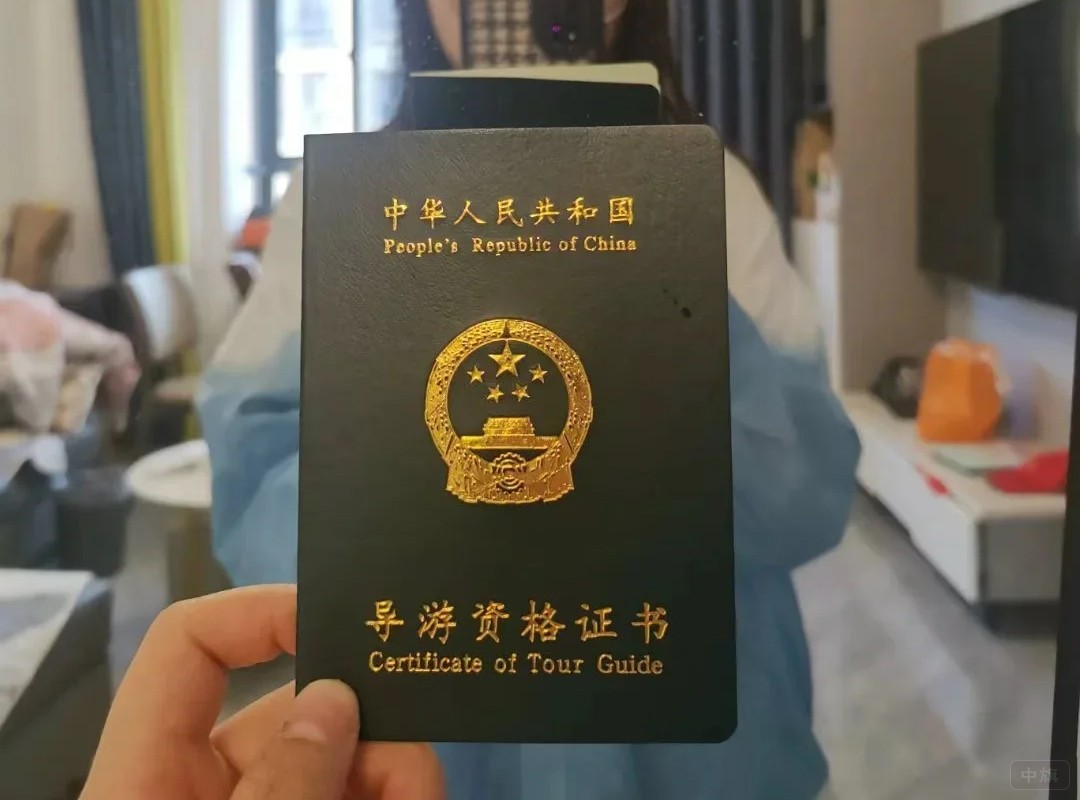 中华人民共和国
People's Republic of China
导游资格证书
Certificate of Tour Guide
中旗